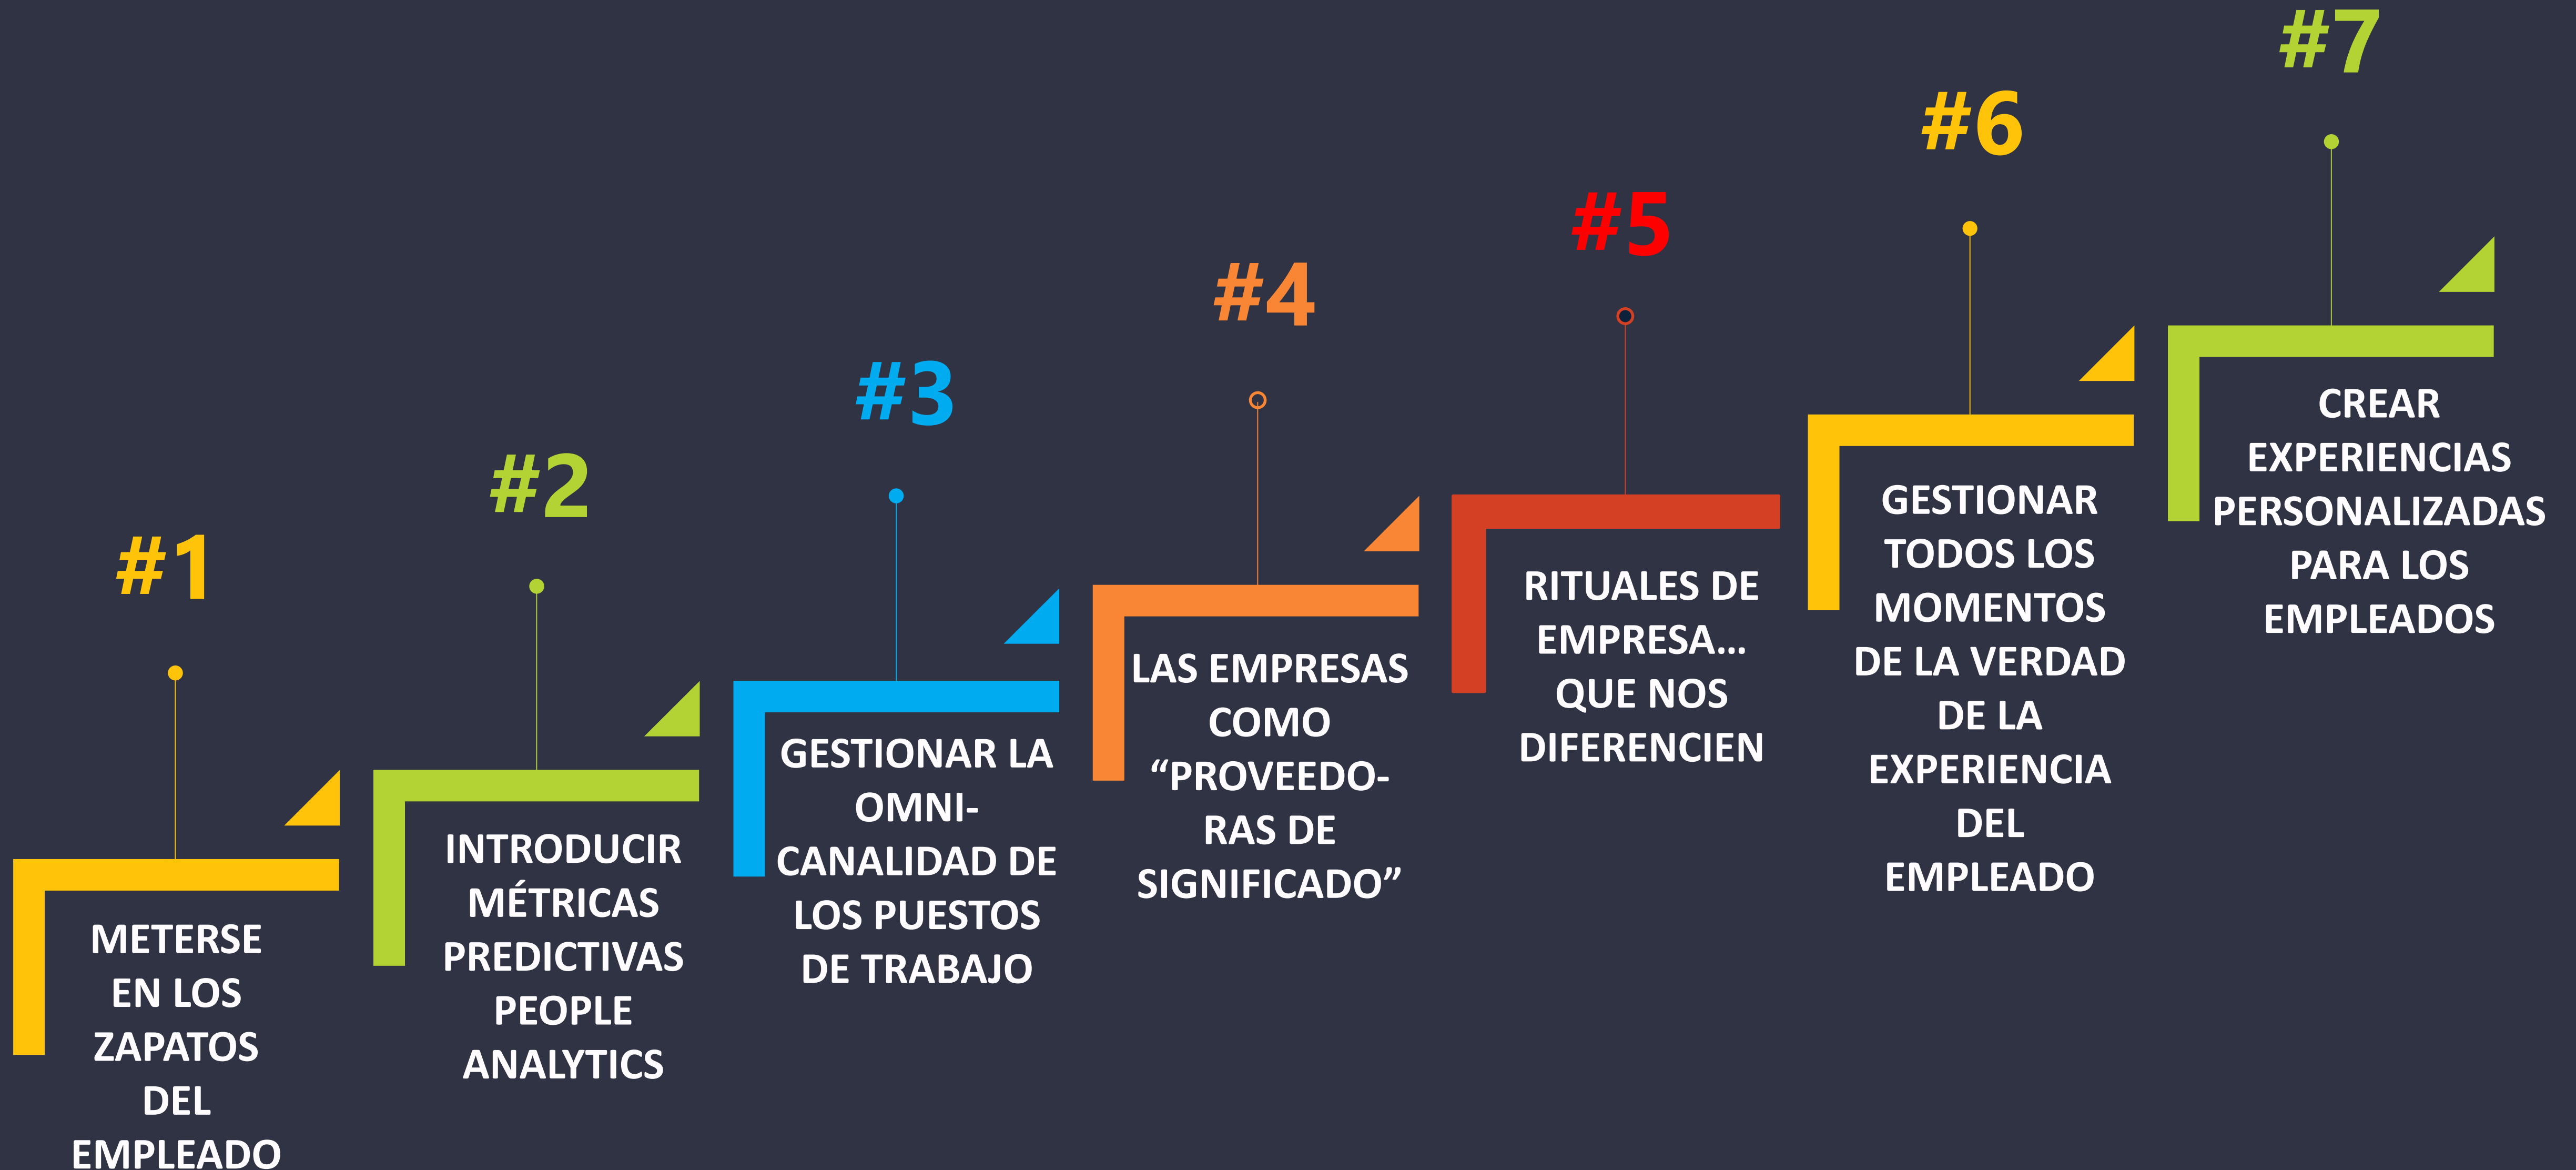 #1
METERSE
EN LOS
ZAPATOS
DEL
EMPLEADO
#2
INTRODUCIR
MÉTRICAS
PREDICTIVAS
PEOPLE
ANALYTICS
#3
GESTIONAR LA
OMNI-
CANALIDAD DE
LOS PUESTOS
DE TRABAJO
#4
LAS EMPRESAS
COMO
“PROVEEDO-
RAS DE
SIGNIFICADO”
#5
RITUALES DE
EMPRESA...
QUE NOS
DIFERENCIEN
#6
GESTIONAR
TODOS LOS
MOMENTOS
DE LA VERDAD
DE LA
EXPERIENCIA
DEL
EMPLEADO
#7
CREAR
EXPERIENCIAS
PERSONALIZADAS
PARA LOS
EMPLEADOS